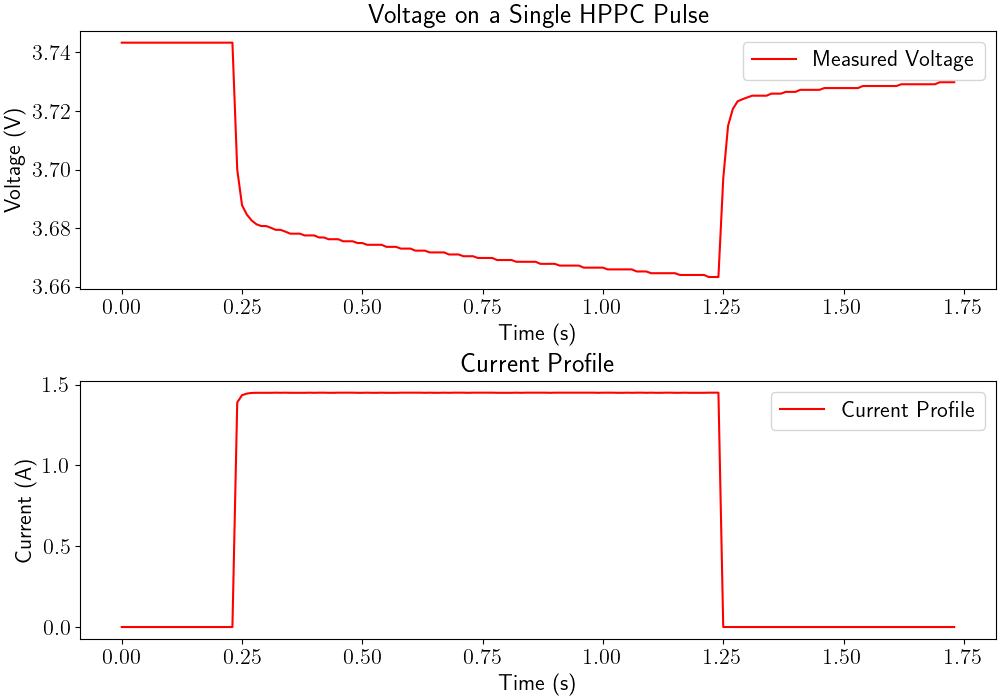 Voltage on a Single HPPC Pulse
3.74
3.72
3.70
3.68
3.66
Voltage (V)
Measured Voltage
0.00 0.25 0.50 0.75 1.00 1.25 1.50 1.75
Time (s)
Current Profile
1.5
1.0
0.5
0.0
Current (A)
Current Profile
0.00 0.25 0.50 0.75 1.00 1.25 1.50 1.75
Time (s)